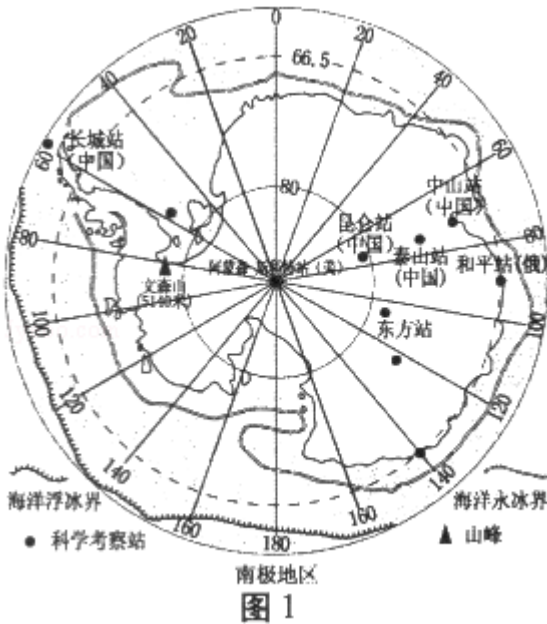 0
20
20
40
40
66.5
60
60
长城站
(中国)
80
中山站
(中国)
昆仑站
(中国)
泰山站
(中国)
80
80
和平站(俄)
文森山
(5140米)
东方站
100
100
120
120
140
140
160
160
180
海洋浮冰界
海洋永冰界
科学考察站
山峰
南极地区
图1